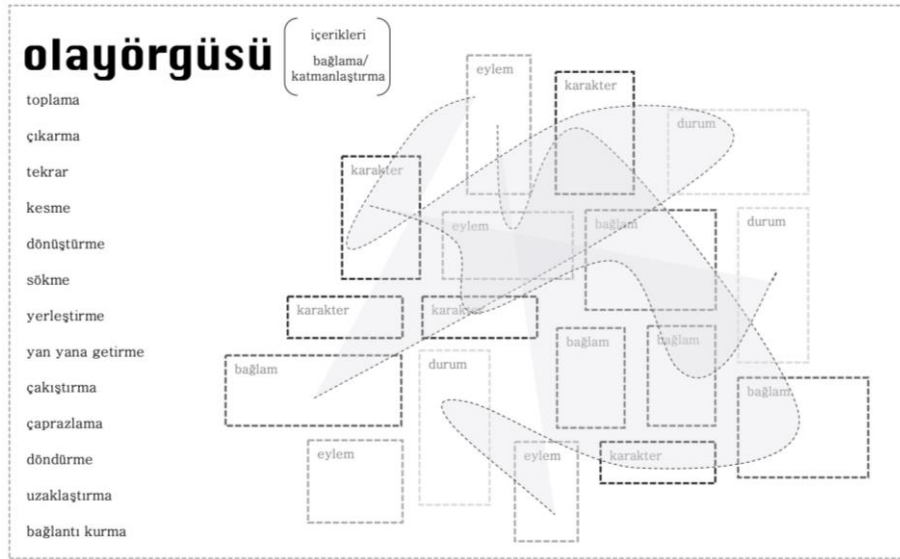 olayörgüsü
içerikleri
bağlama/
katmanlaştırma
toplama
çıkarma
tekrar
kesme
dönüştürme
sökme
yerleştirme
yan yana getirme
çakıştırma
çaprazlama
döndürme
uzaklaştırma
bağlantı kurma
eylem
karakter
durum
karakter
eylem
bağlam
durum
karakter
karakter
bağlam
bağlam
bağlam
durum
bağlam
eylem
eylem
karakter